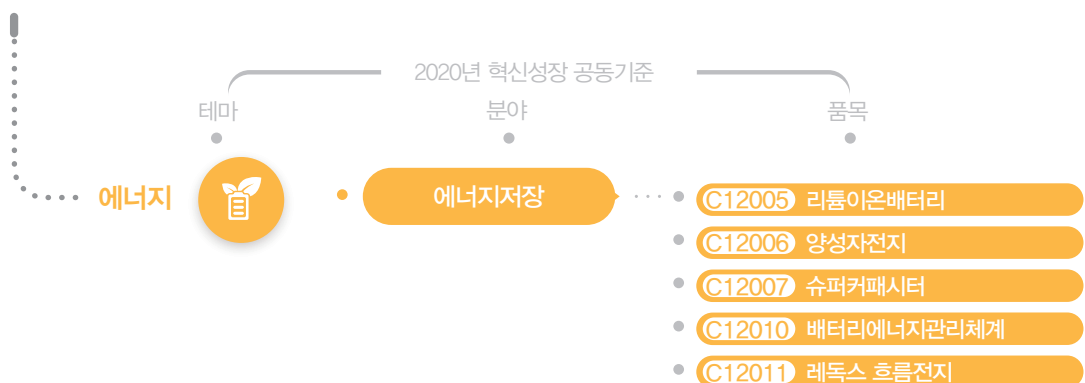 2020년 혁신성장 공동기준
테마 분야 품목
에너지 에너지저장
C12005 리튬이온배터리
C12006 양성자전지
C12007 슈퍼커패시터
C12010 배터리에너지관리체계
C12011 레독스 흐름전지